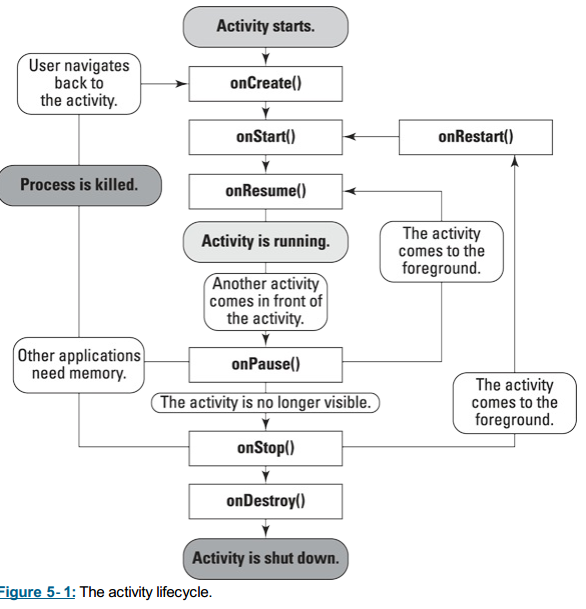 Activity starts.
User navigates
back to
the activity.
onCreate()
onStart()
onRestart()
Process is killed.
onResume()
Activity is running.
The activity
comes to the
foreground.
Another activity
comes in front of
the activity.
Other applications
need memory.
onPause()
The activity is no longer visible.
The activity
comes to the
foreground.
onStop()
onDestroy()
Activity is shut down.
Figure 5-1: The activity lifecycle.